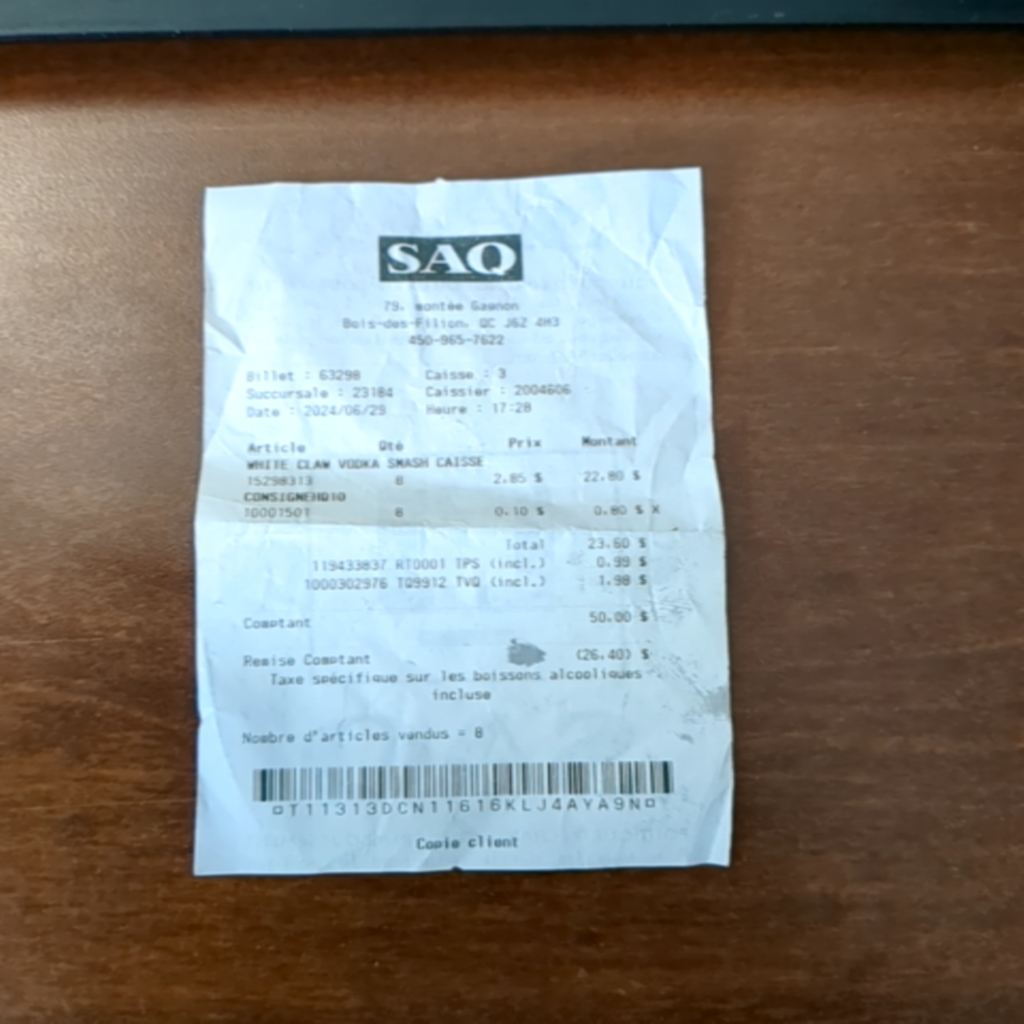 SAQ
79, montée Gagnon
Bois-des-Filion, QC J6Z 4H3
450-965-7622
Billet : 63298 Caisse : 3
Succursale : 23184 Caissier : 2004606
Date : 2024/06/29 Heure : 17:28
Article Qté Prix Montant
WHITE CLAW VODKA SMASH CAISSE
15298313 8 2.85 $ 22.80 $
10001501 8 0.10 $ 0.80 $ X
Total 23.60 $
119433837 RT0001 TPS (incl.) 0.99 $
1000302976 TQ9912 TVQ (incl.) 1.98 $
Comptant 50.00 $
Remise Comptant (26.40) $
Taxe spécifique sur les boissons alcooliques
incluse
Nombre d'articles vendus = 8
¤T11313DCN11616KLJ4AYA9N¤
Copie client